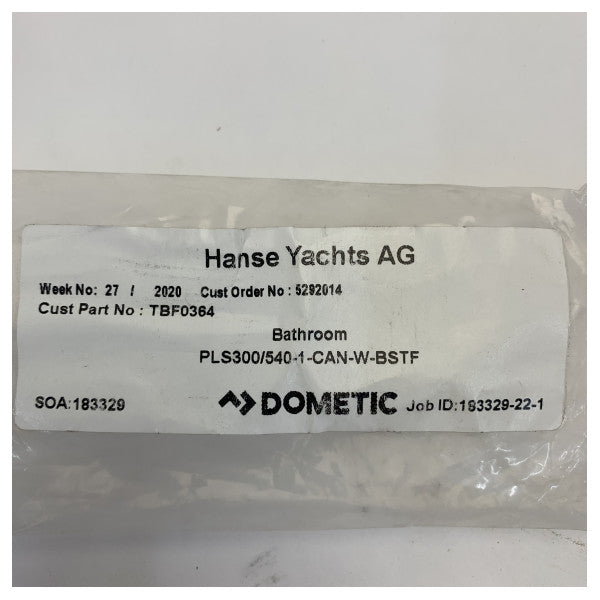 Hanse Yachts AG
Week No: 27 / 2020 Cust Order No : 5292014
Cust Part No : TBF0364
Bathroom
PLS300/540-1-CAN-W-BSTF
SOA:183329 DOMETIC Job ID:183329-22-1